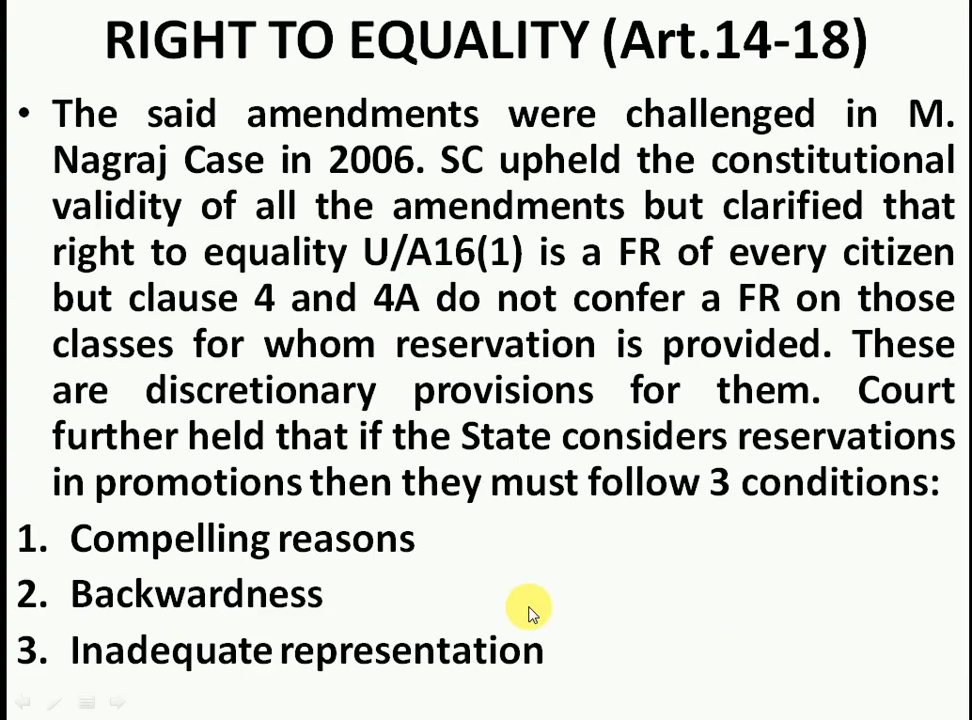 RIGHT TO EQUALITY (Art.14-18)
• The said amendments were challenged in M.
Nagraj Case in 2006. SC upheld the constitutional
validity of all the amendments but clarified that
right to equality U/A16(1) is a FR of every citizen
but clause 4 and 4A do not confer a FR on those
classes for whom reservation is provided. These
are discretionary provisions for them. Court
further held that if the State considers reservations
in promotions then they must follow 3 conditions:
1. Compelling reasons
2. Backwardness
3. Inadequate representation